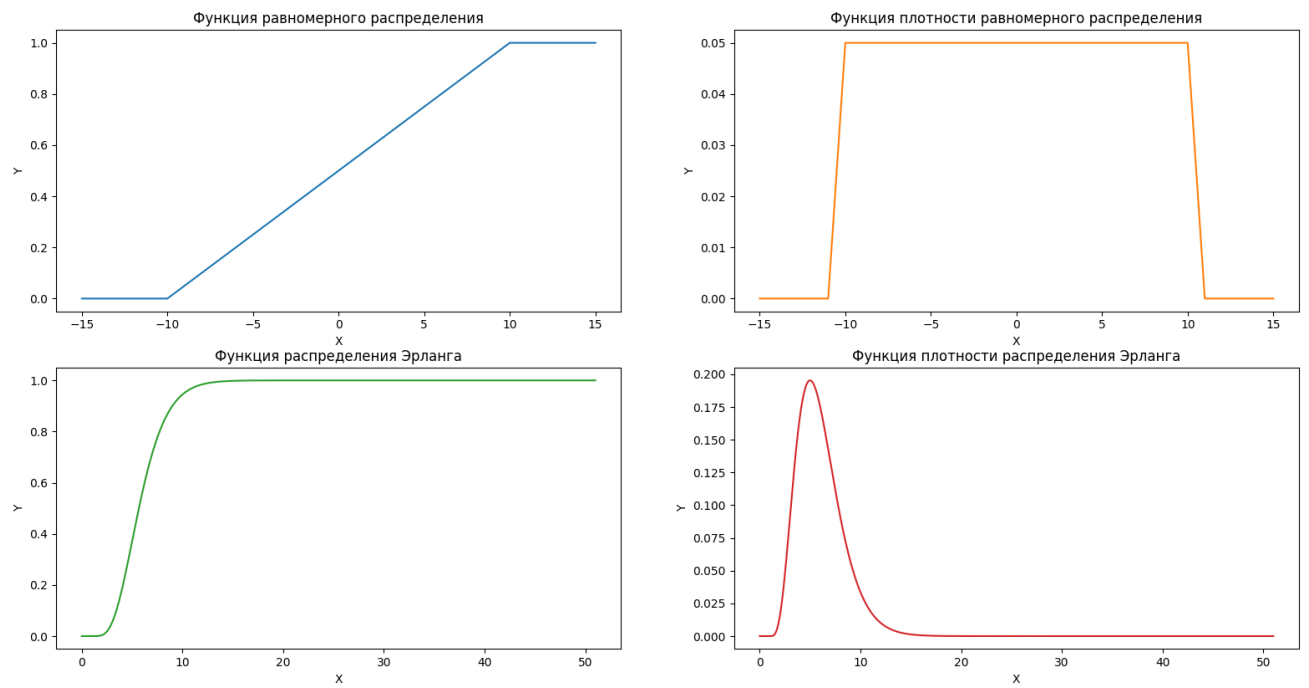 Функция равномерного распределения
1.0
0.8
0.6
0.4
0.2
0.0
Y
−15 −10 −5 0 5 10 15
X
Функция плотности равномерного распределения
0.05
0.04
0.03
0.02
0.01
0.00
Y
−15 −10 −5 0 5 10 15
X
Функция распределения Эрланга
1.0
0.8
0.6
0.4
0.2
0.0
Y
0 10 20 30 40 50
X
Функция плотности распределения Эрланга
0.200
0.175
0.150
0.125
0.100
0.075
0.050
0.025
0.000
Y
0 10 20 30 40 50
X